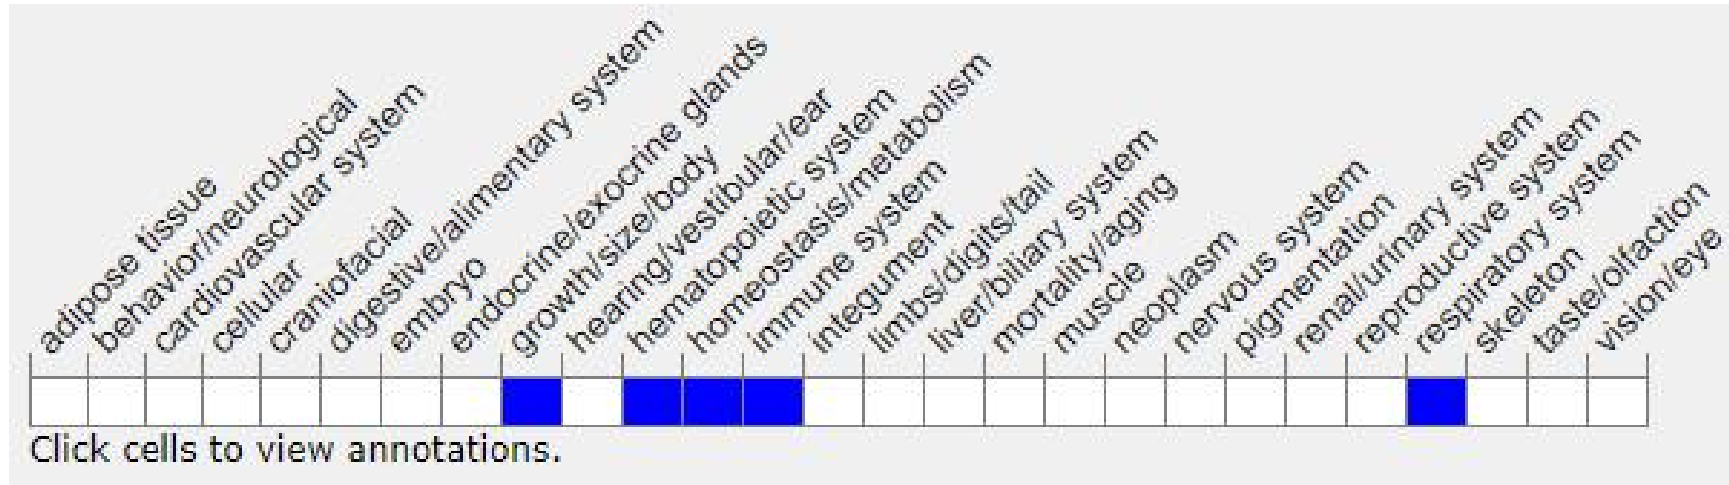 adipose tissue
behavior/neurological
cardiovascular system
cellular
craniofacial
digestive/alimentary system
embryo
endocrine/exocrine glands
growth/size/body
hearing/vestibular/ear
hematopoietic system
homeostasis/metabolism
immune system
integument
limbs/digits/tail
liver/biliary system
mortality/aging
muscle
neoplasm
nervous system
pigmentation
renal/urinary system
reproductive system
respiratory system
skeleton
taste/olfaction
vision/eye
Click cells to view annotations.